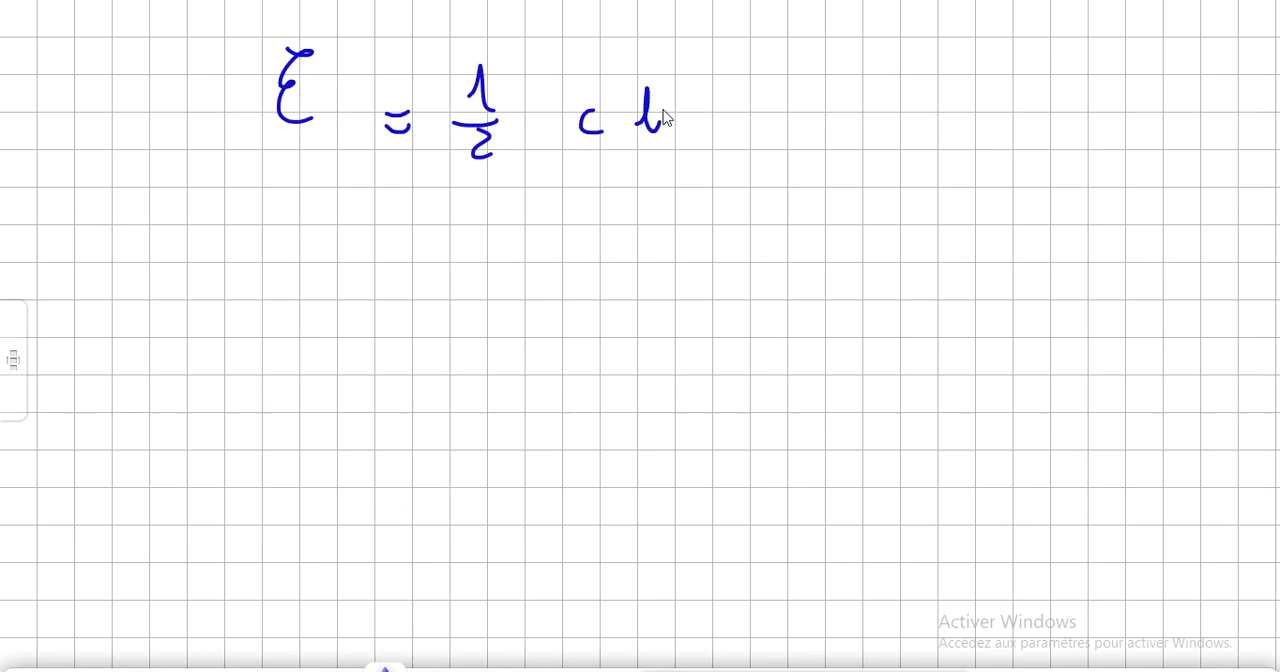 E = 1/2 c
Activer Windows
Accédez aux paramètres pour activer Windows.